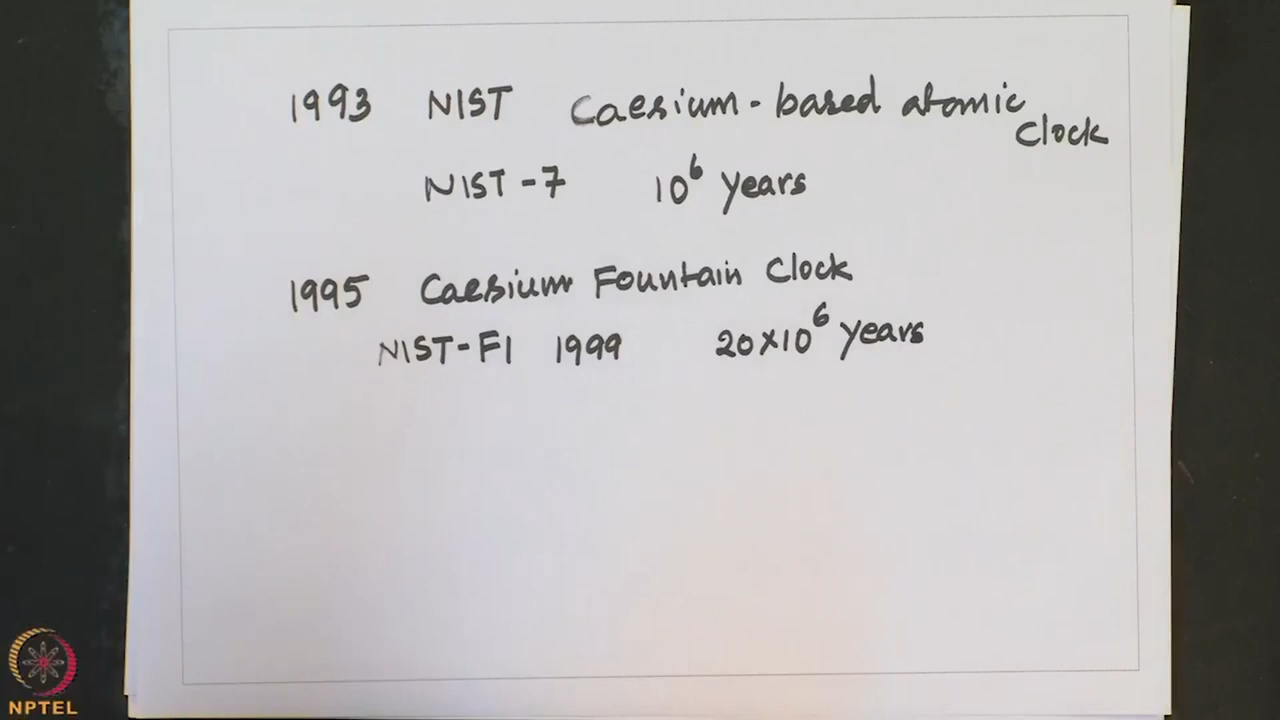 1993 NIST Caesium-based atomic clock
NIST-7 10⁶ years
1995 Caesium Fountain Clock
NIST-F1 1999 20×10⁶ years
NPTEL